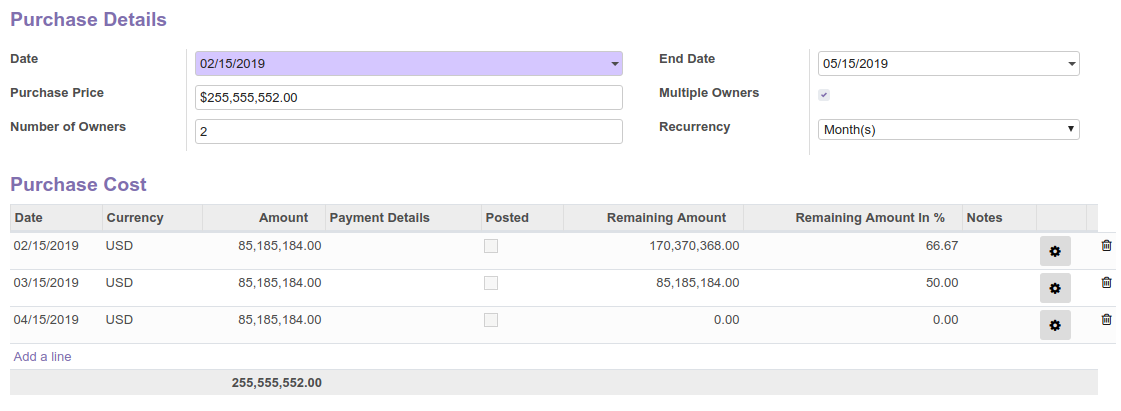 Purchase Details
Date 02/15/2019 End Date 05/15/2019
Purchase Price $255,555,552.00 Multiple Owners
Number of Owners 2 Recurrency Month(s)
Purchase Cost
Date Currency Amount Payment Details Posted Remaining Amount Remaining Amount In % Notes
02/15/2019 USD 85,185,184.00 170,370,368.00 66.67
03/15/2019 USD 85,185,184.00 85,185,184.00 50.00
04/15/2019 USD 85,185,184.00 0.00 0.00
Add a line
255,555,552.00